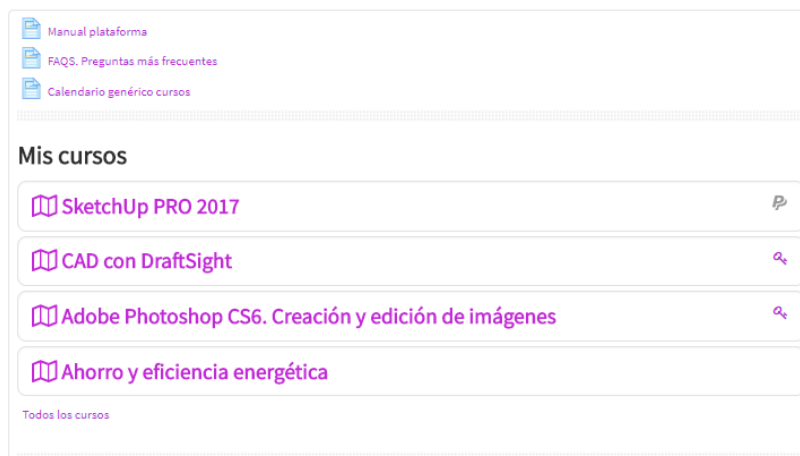 Manual plataforma
FAQS. Preguntas más frecuentes
Calendario genérico cursos
Mis cursos
SketchUp PRO 2017
CAD con DraftSight
Adobe Photoshop CS6. Creación y edición de imágenes
Ahorro y eficiencia energética
Todos los cursos